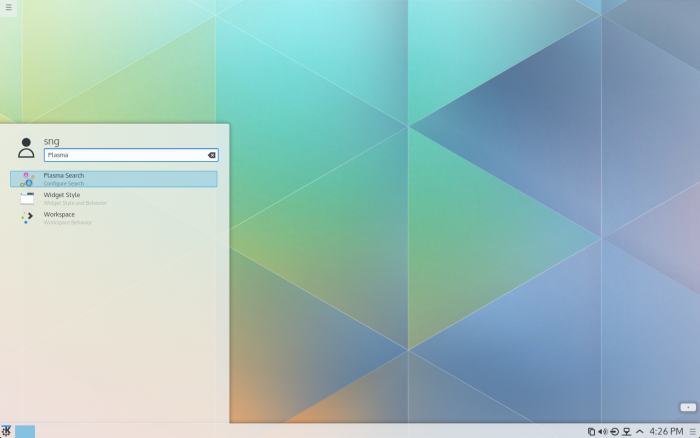 sng
Plasma
Plasma Search
Configure Search
Widget Style
Widget Style and Behavior
Workspace
Workspace Behavior
4:26 PM